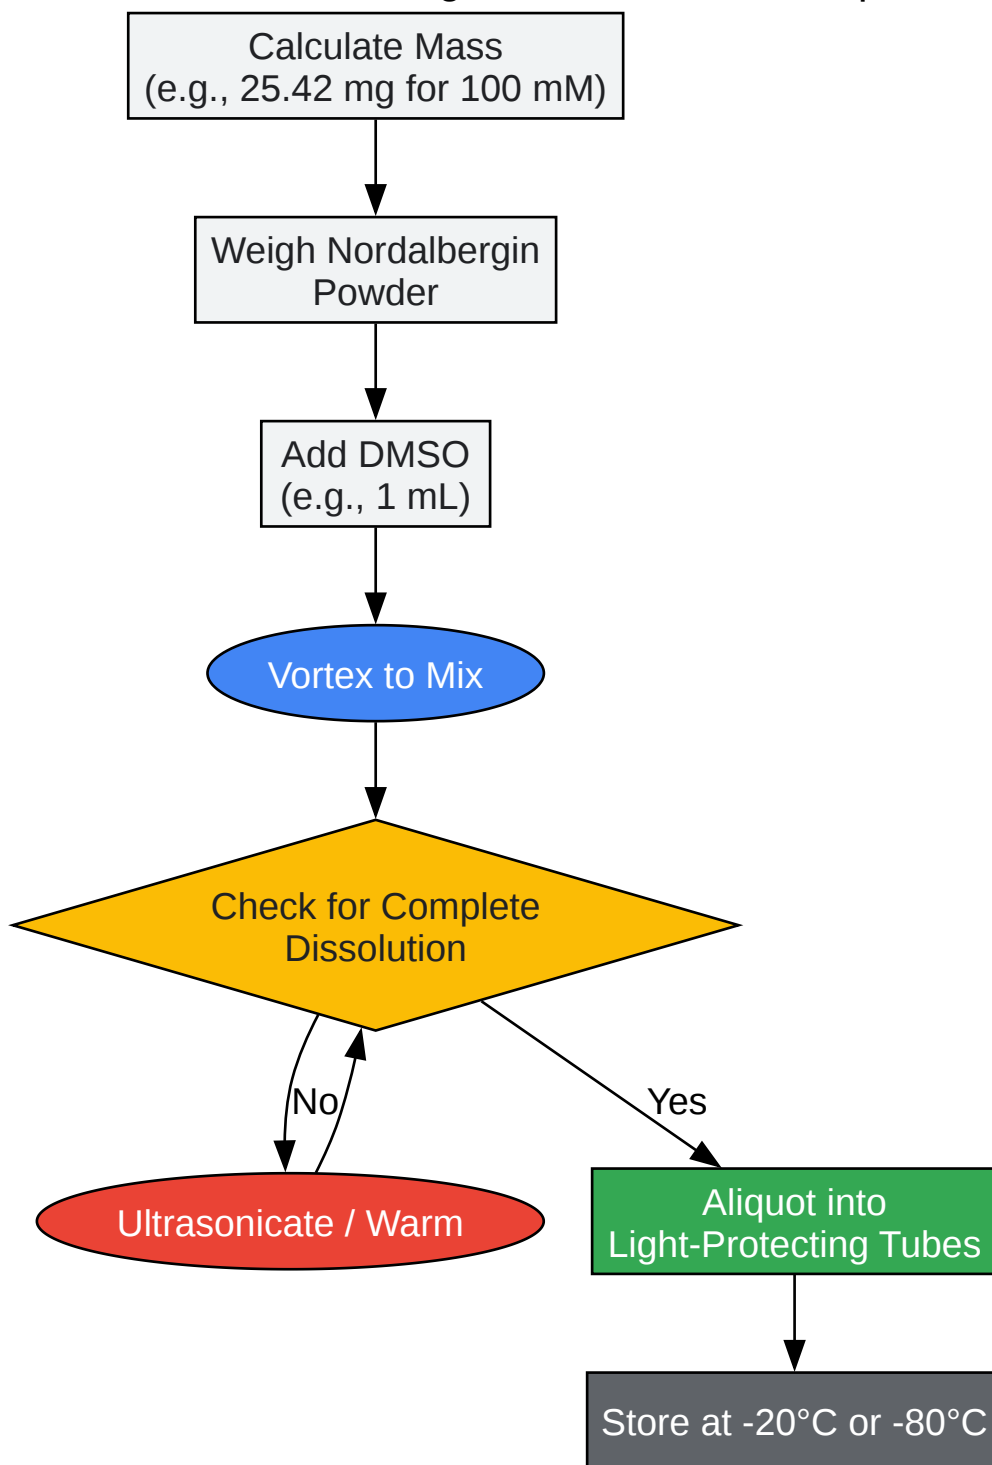 Calculate Mass
(e.g., 25.42 mg for 100 mM)
Weigh Nordalbergin
Powder
Add DMSO
(e.g., 1 mL)
Vortex to Mix
Check for Complete
Dissolution
No
Yes
Ultrasonicate / Warm
Aliquot into
Light-Protecting Tubes
Store at -20°C or -80°C